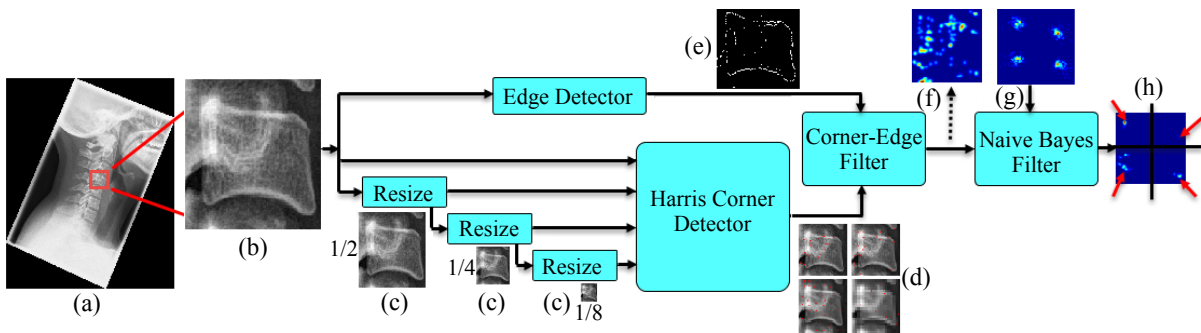 (e)
Edge Detector
(f)
(g)
(h)
Corner-Edge
Filter
Naive Bayes
Filter
Harris Corner
Detector
Resize
Resize
Resize
1/2
1/4
1/8
(a)
(b)
(c)
(c)
(c)
(d)